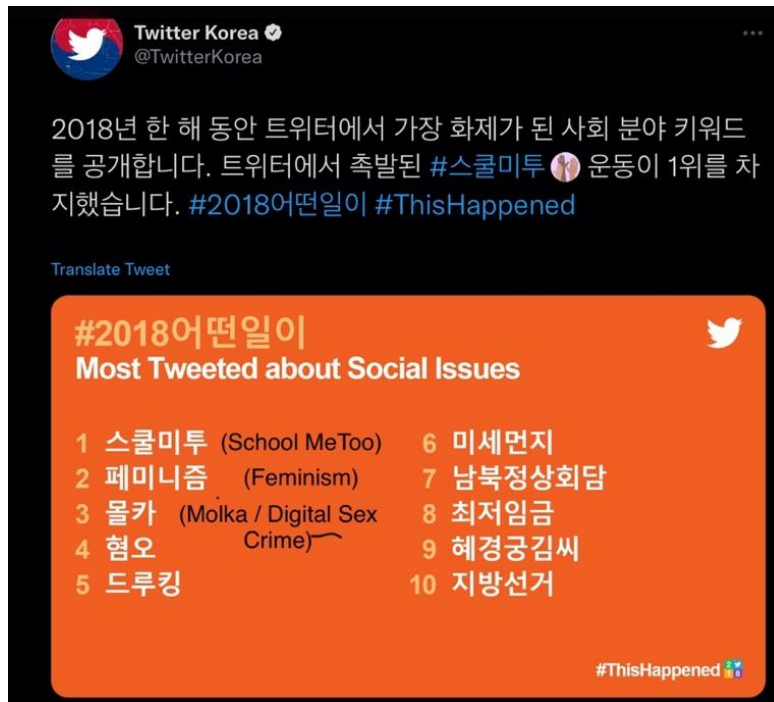 Twitter Korea
@TwitterKorea
2018년 한 해 동안 트위터에서 가장 화제가 된 사회 분야 키워드
를 공개합니다. 트위터에서 촉발된 #스쿨미투 운동이 1위를 차
지했습니다. #2018어떤일이 #ThisHappened
Translate Tweet
#2018어떤일이
Most Tweeted about Social Issues
1 스쿨미투 (School MeToo)
2 페미니즘 (Feminism)
3 몰카 (Molka / Digital Sex
Crime)
4 혐오
5 드루킹
6 미세먼지
7 남북정상회담
8 최저임금
9 혜경궁김씨
10 지방선거
#ThisHappened